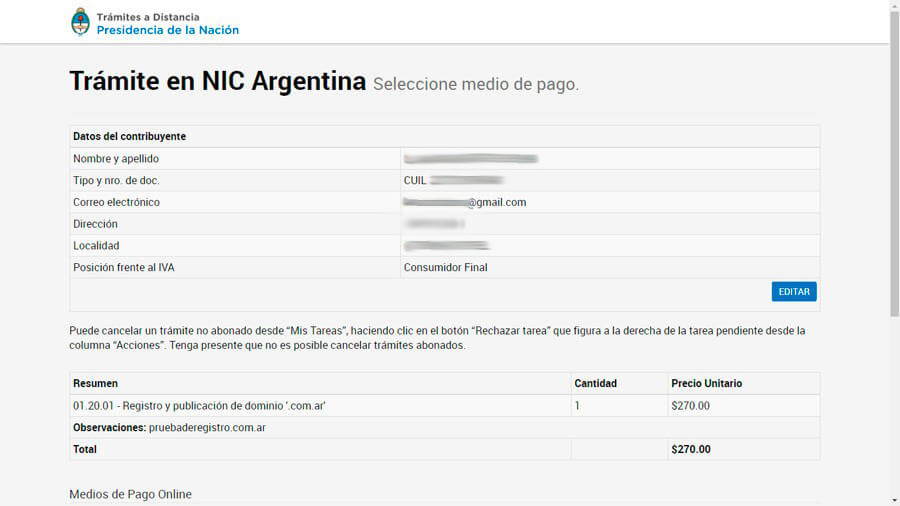 Trámites a Distancia
Presidencia de la Nación
Trámite en NIC Argentina Seleccione medio de pago.
Datos del contribuyente
Nombre y apellido
Tipo y nro. de doc. CUIL
Correo electrónico @gmail.com
Dirección
Localidad
Posición frente al IVA Consumidor Final
EDITAR
Puede cancelar un trámite no abonado desde “Mis Tareas”, haciendo clic en el botón “Rechazar tarea” que figura a la derecha de la tarea pendiente desde la
columna “Acciones”. Tenga presente que no es posible cancelar trámites abonados.
Resumen Cantidad Precio Unitario
01.20.01 - Registro y publicación de dominio '.com.ar' 1 $270.00
Observaciones: pruebaderegistro.com.ar
Total $270.00
Medios de Pago Online